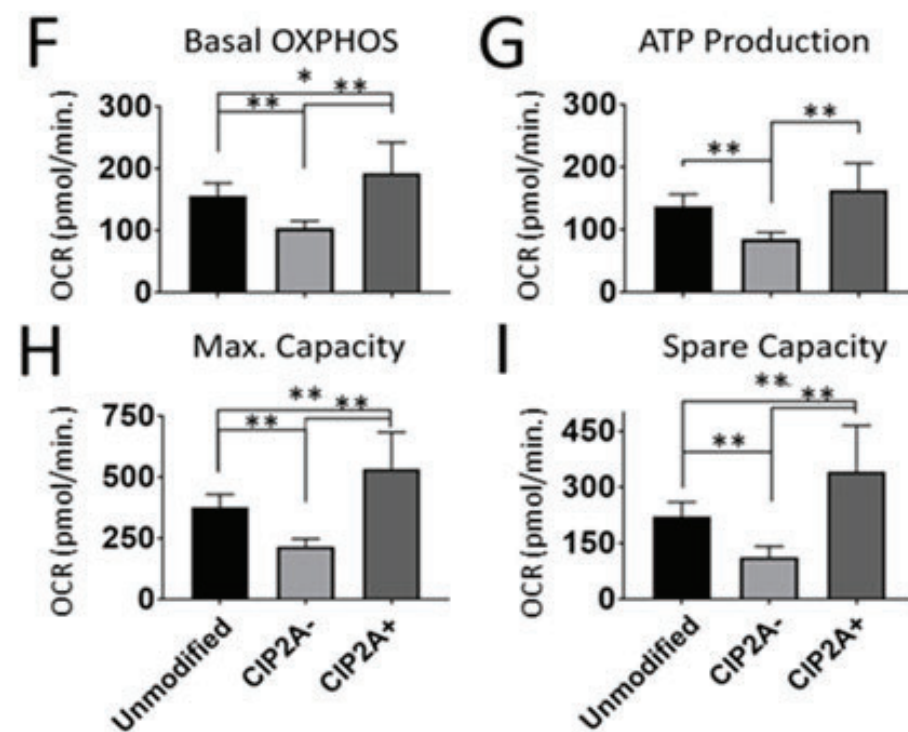 F Basal OXPHOS
*
** **
OCR (pmol/min.)
300
200
100
0
G ATP Production
** **
OCR (pmol/min.)
300
200
100
0
H Max. Capacity
**
** **
OCR (pmol/min.)
750
500
250
0
Unmodified
CIP2A-
CIP2A+
I Spare Capacity
**
** **
OCR (pmol/min.)
450
300
150
0
Unmodified
CIP2A-
CIP2A+